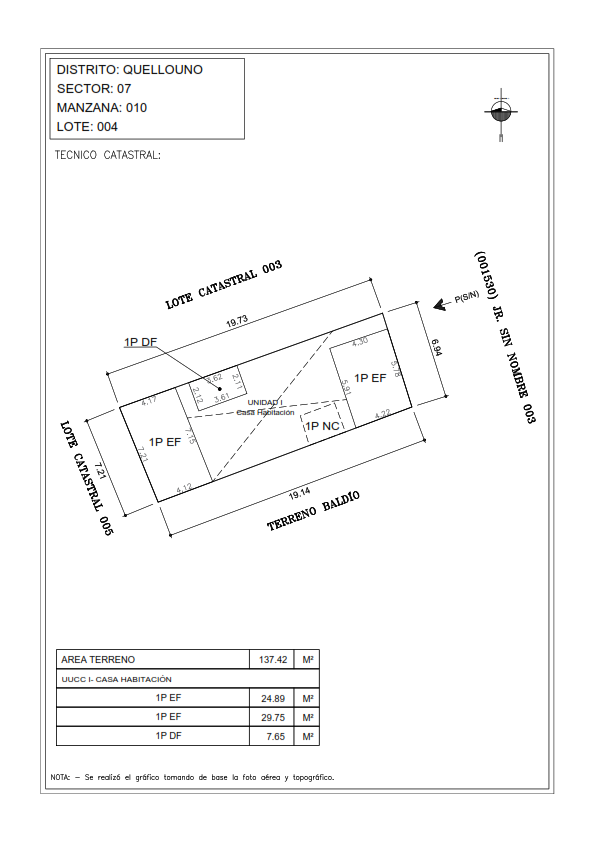 DISTRITO: QUELLOUNO
SECTOR: 07
MANZANA: 010
LOTE: 004
TECNICO CATASTRAL:
LOTE CATASTRAL 003
19.73
(001530) JR. SIN NOMBRE 003
P(S/N)
6.94
1P DF
3.62
2.11
2.12
3.61
4.17
4.30
5.78
5.91
1P EF
UNIDAD I
Casa Habitación
4.22
1P NC
1P EF
7.15
7.21
4.12
LOTE CATASTRAL 005
7.21
19.14
TERRENO BALDIO
AREA TERRENO 137.42 M²
UUCC I- CASA HABITACIÓN
1P EF 24.89 M²
1P EF 29.75 M²
1P DF 7.65 M²
NOTA: - Se realizó el gráfico tomando de base la foto aérea y topográfico.